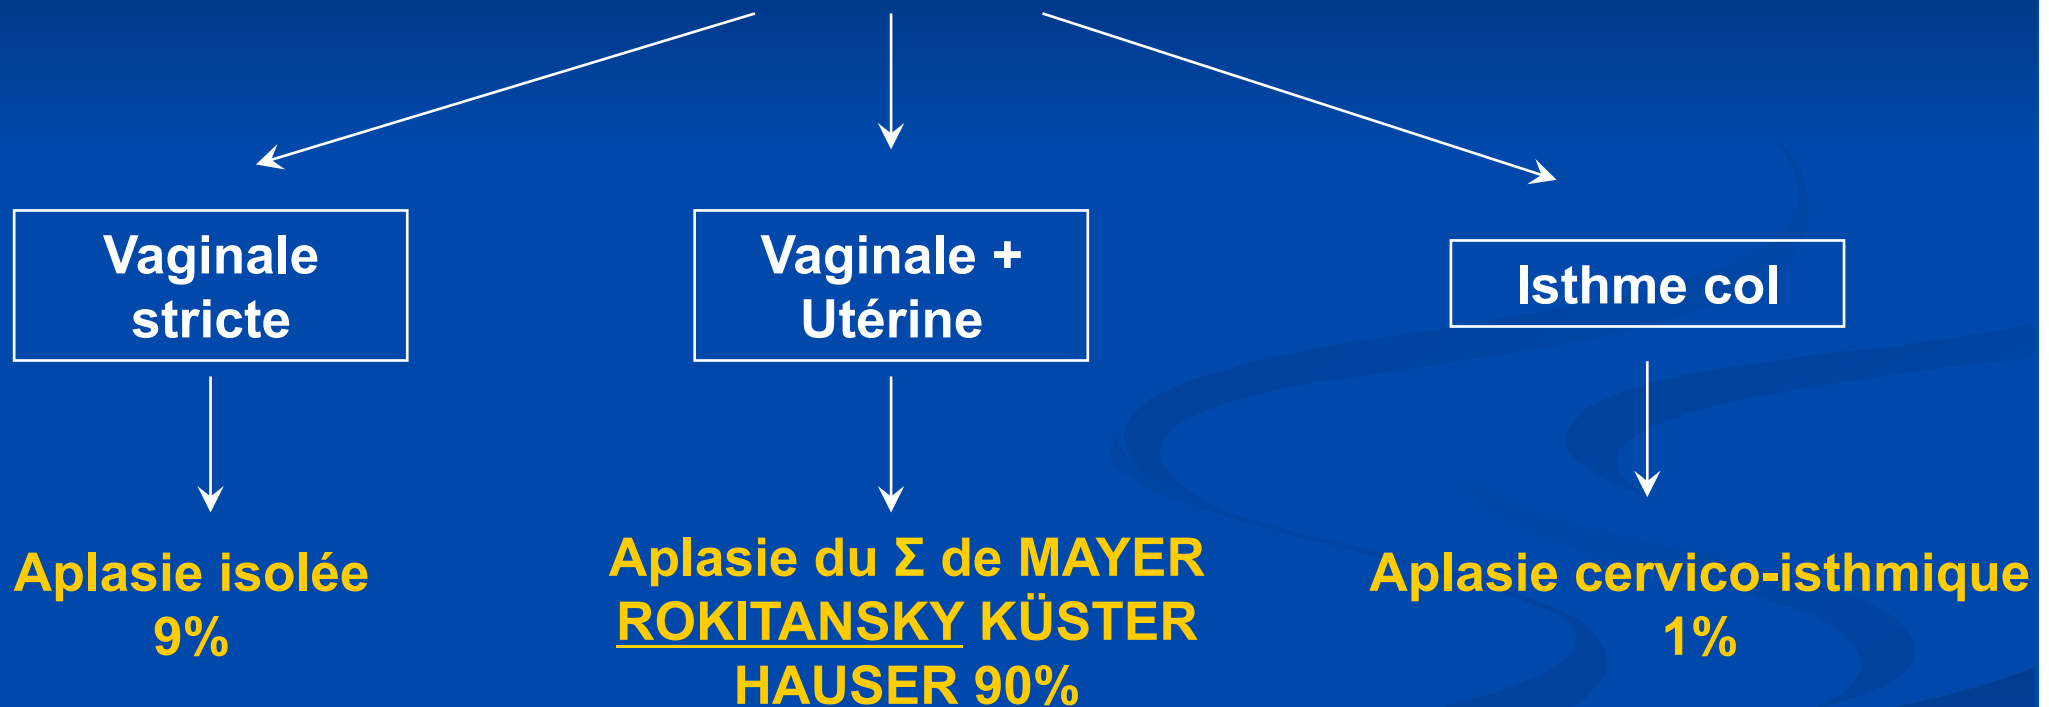 Vaginale
stricte
Vaginale +
Utérine
Isthme col
Aplasie isolée
9%
Aplasie du Σ de MAYER
ROKITANSKY KÜSTER
HAUSER 90%
Aplasie cervico-isthmique
1%